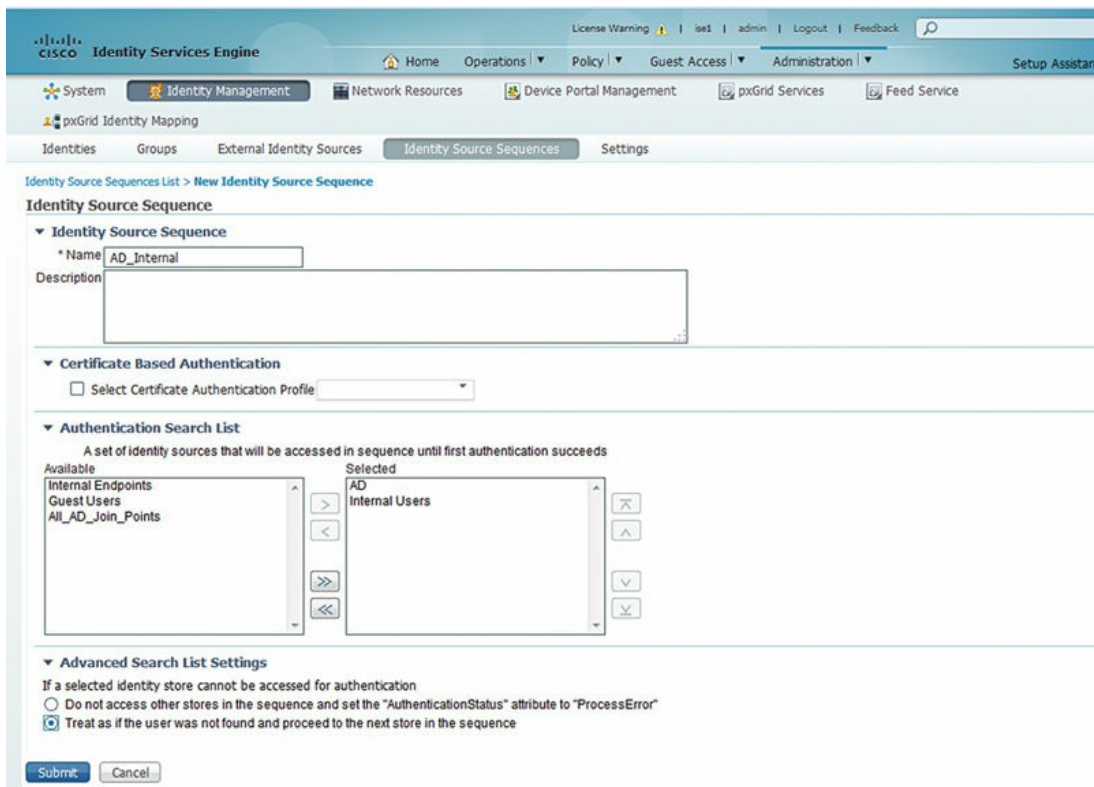 License Warning | ise1 | admin | Logout | Feedback
CISCO Identity Services Engine
Home Operations | Policy | Guest Access | Administration | Setup Assistan
System Identity Management Network Resources Device Portal Management pxGrid Services Feed Service
pxGrid Identity Mapping
Identities Groups External Identity Sources Identity Source Sequences Settings
Identity Source Sequences List > New Identity Source Sequence
Identity Source Sequence
Identity Source Sequence
* Name AD_Internal
Description
Certificate Based Authentication
Select Certificate Authentication Profile
Authentication Search List
A set of identity sources that will be accessed in sequence until first authentication succeeds
Available Selected
Internal Endpoints AD
Guest Users Internal Users
All_AD_Join_Points
Advanced Search List Settings
If a selected identity store cannot be accessed for authentication
Do not access other stores in the sequence and set the "AuthenticationStatus" attribute to "ProcessError"
Treat as if the user was not found and proceed to the next store in the sequence
Submit Cancel